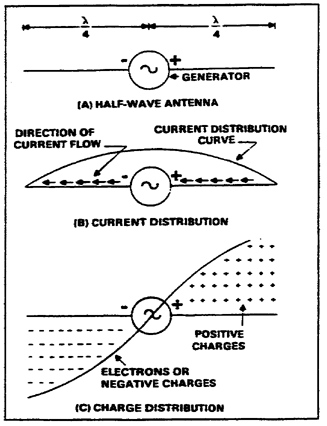 λ
4
λ
4
- +
GENERATOR
(A) HALF-WAVE ANTENNA
DIRECTION OF
CURRENT FLOW
CURRENT DISTRIBUTION
CURVE
- +
(B) CURRENT DISTRIBUTION
- +
POSITIVE
CHARGES
ELECTRONS OR
NEGATIVE CHARGES
(C) CHARGE DISTRIBUTION